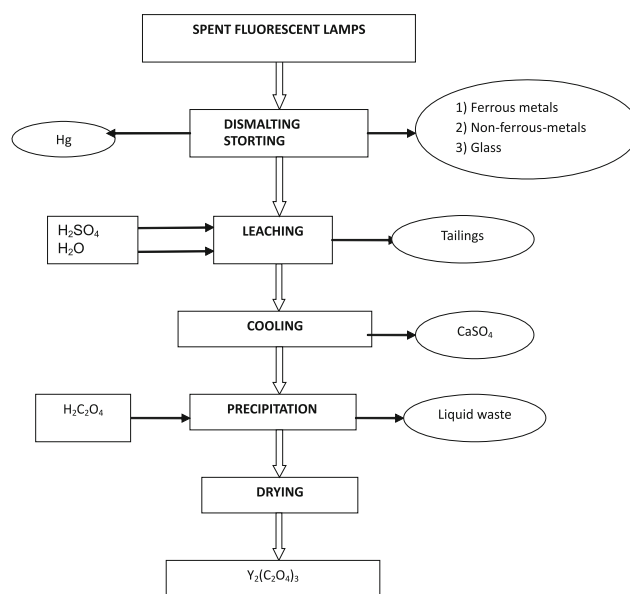 SPENT FLUORESCENT LAMPS
DISMALTING
STORTING
Hg
1) Ferrous metals
2) Non-ferrous-metals
3) Glass
H₂SO₄
H₂O
LEACHING
Tailings
COOLING
CaSO₄
H₂C₂O₄
PRECIPITATION
Liquid waste
DRYING
Y₂(C₂O₄)₃